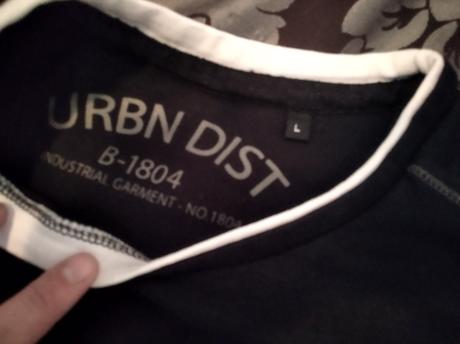 URBN DIST
B-1804
INDUSTRIAL GARMENT - NO.1804
L